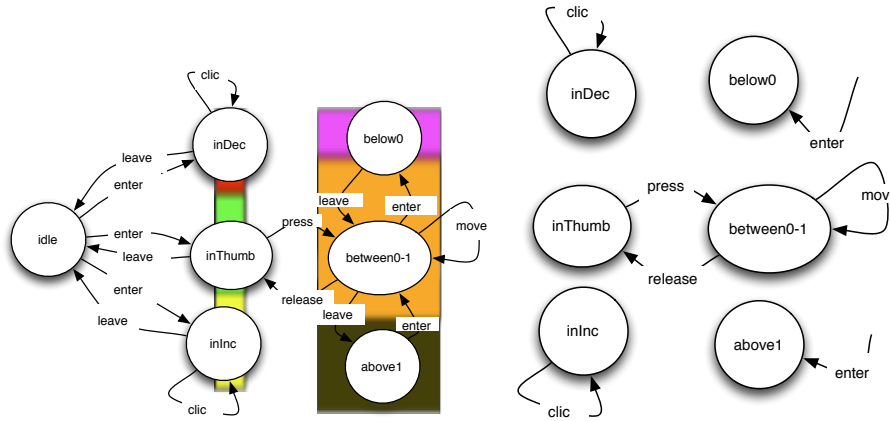 clic
inDec
below0
leave
enter
leave
enter
press
idle
enter
leave
inThumb
between0-1
move
enter
release
leave
leave
enter
inInc
above1
clic
clic
inDec
below0
enter
press
mov
inThumb
between0-1
release
inInc
above1
enter
clic